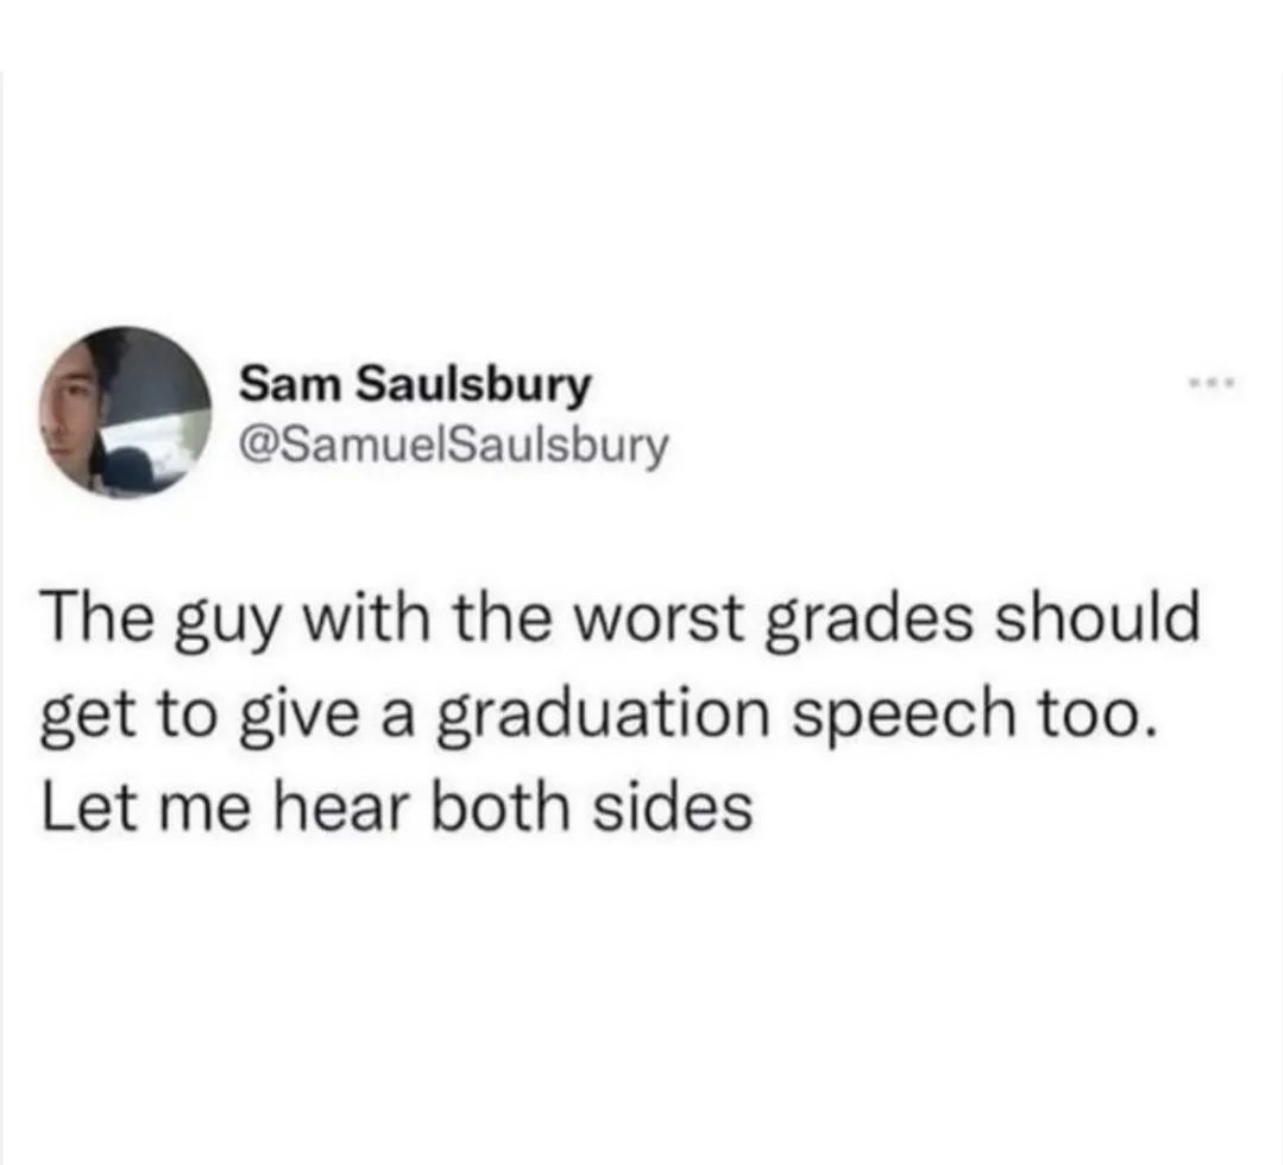 Sam Saulsbury
@SamuelSaulsbury
The guy with the worst grades should
get to give a graduation speech too.
Let me hear both sides